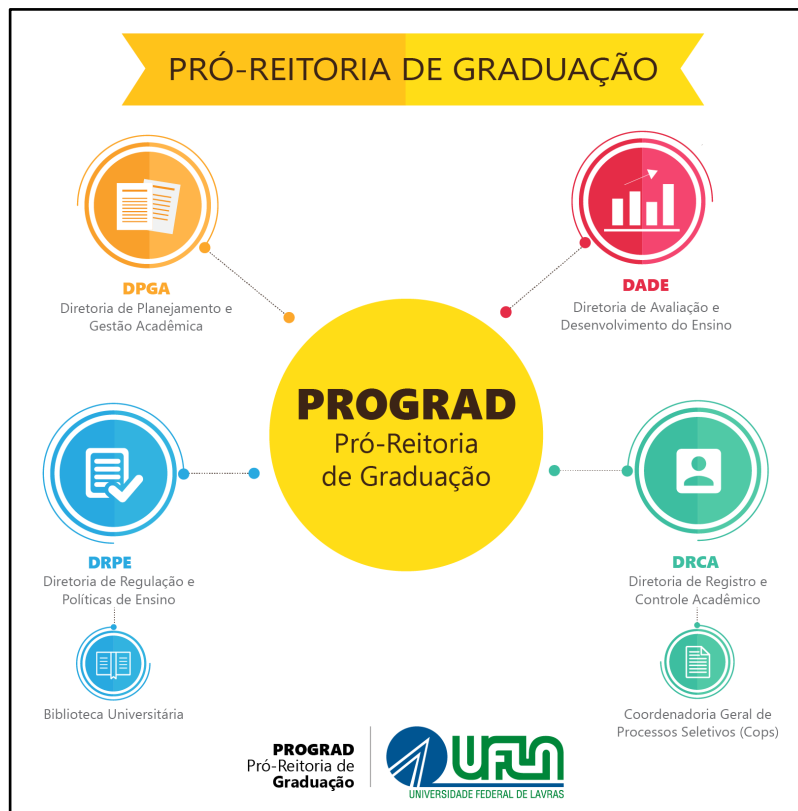 PRÓ-REITORIA DE GRADUAÇÃO
DPGA
Diretoria de Planejamento e
Gestão Acadêmica
DADE
Diretoria de Avaliação e
Desenvolvimento do Ensino
PROGRAD
Pró-Reitoria
de Graduação
DRPE
Diretoria de Regulação e
Políticas de Ensino
DRCA
Diretoria de Registro e
Controle Acadêmico
Biblioteca Universitária
Coordenadoria Geral de
Processos Seletivos (Cops)
PROGRAD
Pró-Reitoria de
Graduação
UFLA
UNIVERSIDADE FEDERAL DE LAVRAS